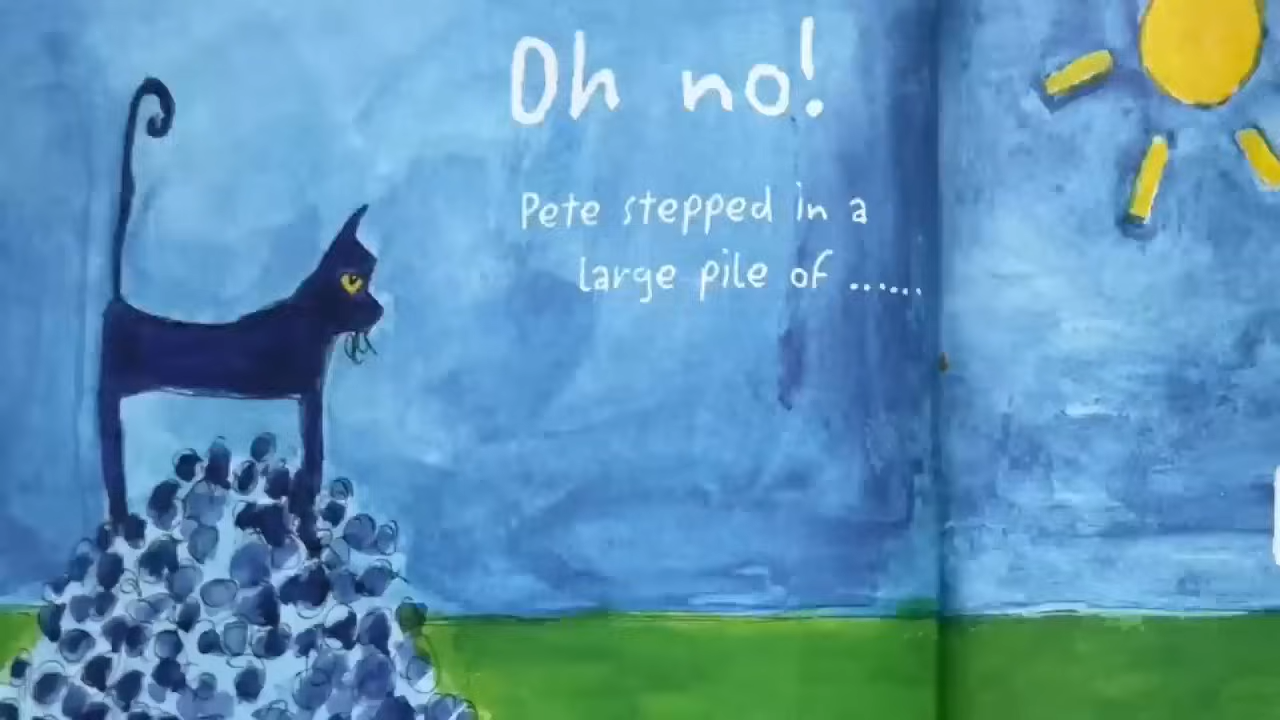 Oh no!
Pete stepped in a
large pile of ......